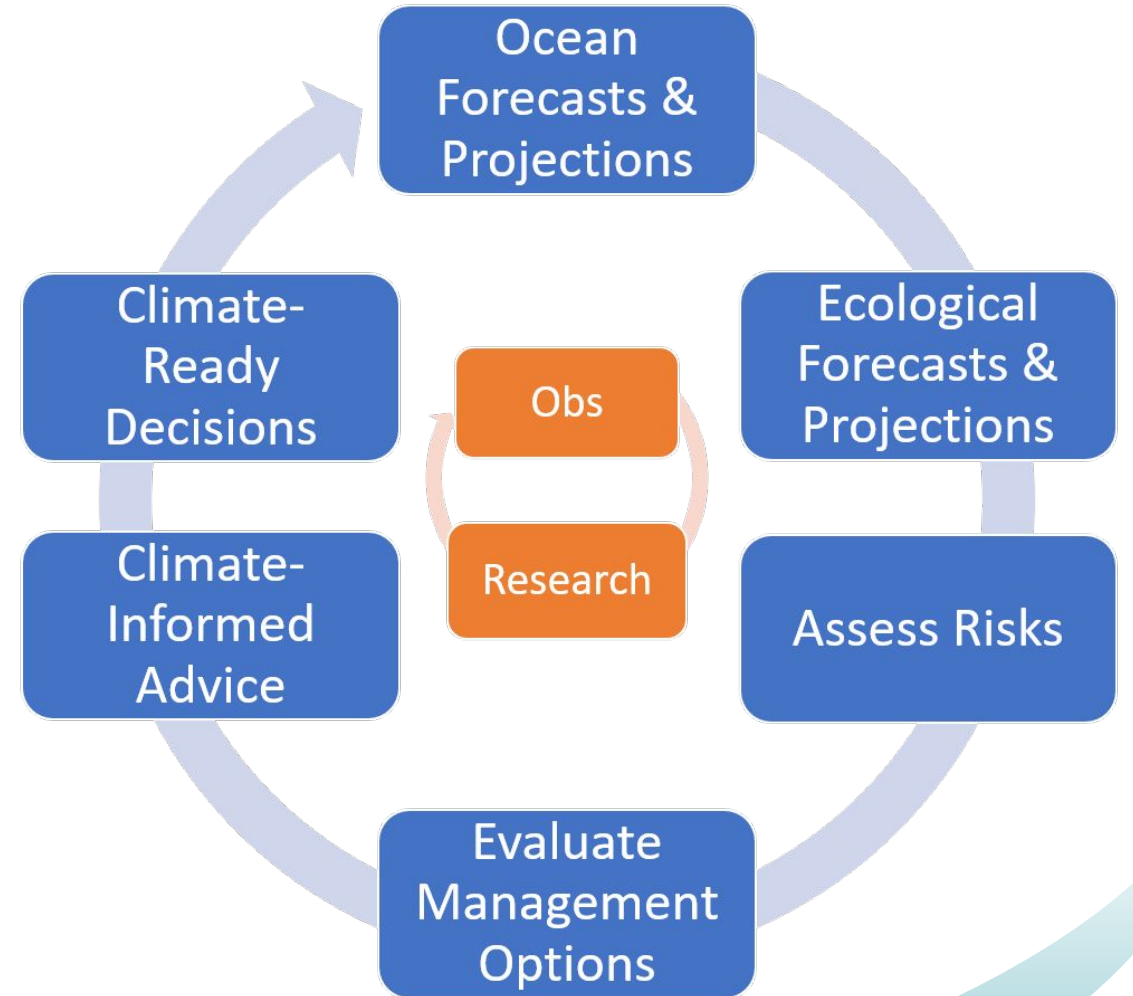 Ocean
Forecasts &
Projections
Ecological
Forecasts &
Projections
Assess Risks
Evaluate
Management
Options
Climate-
Informed
Advice
Climate-
Ready
Decisions
Obs
Research